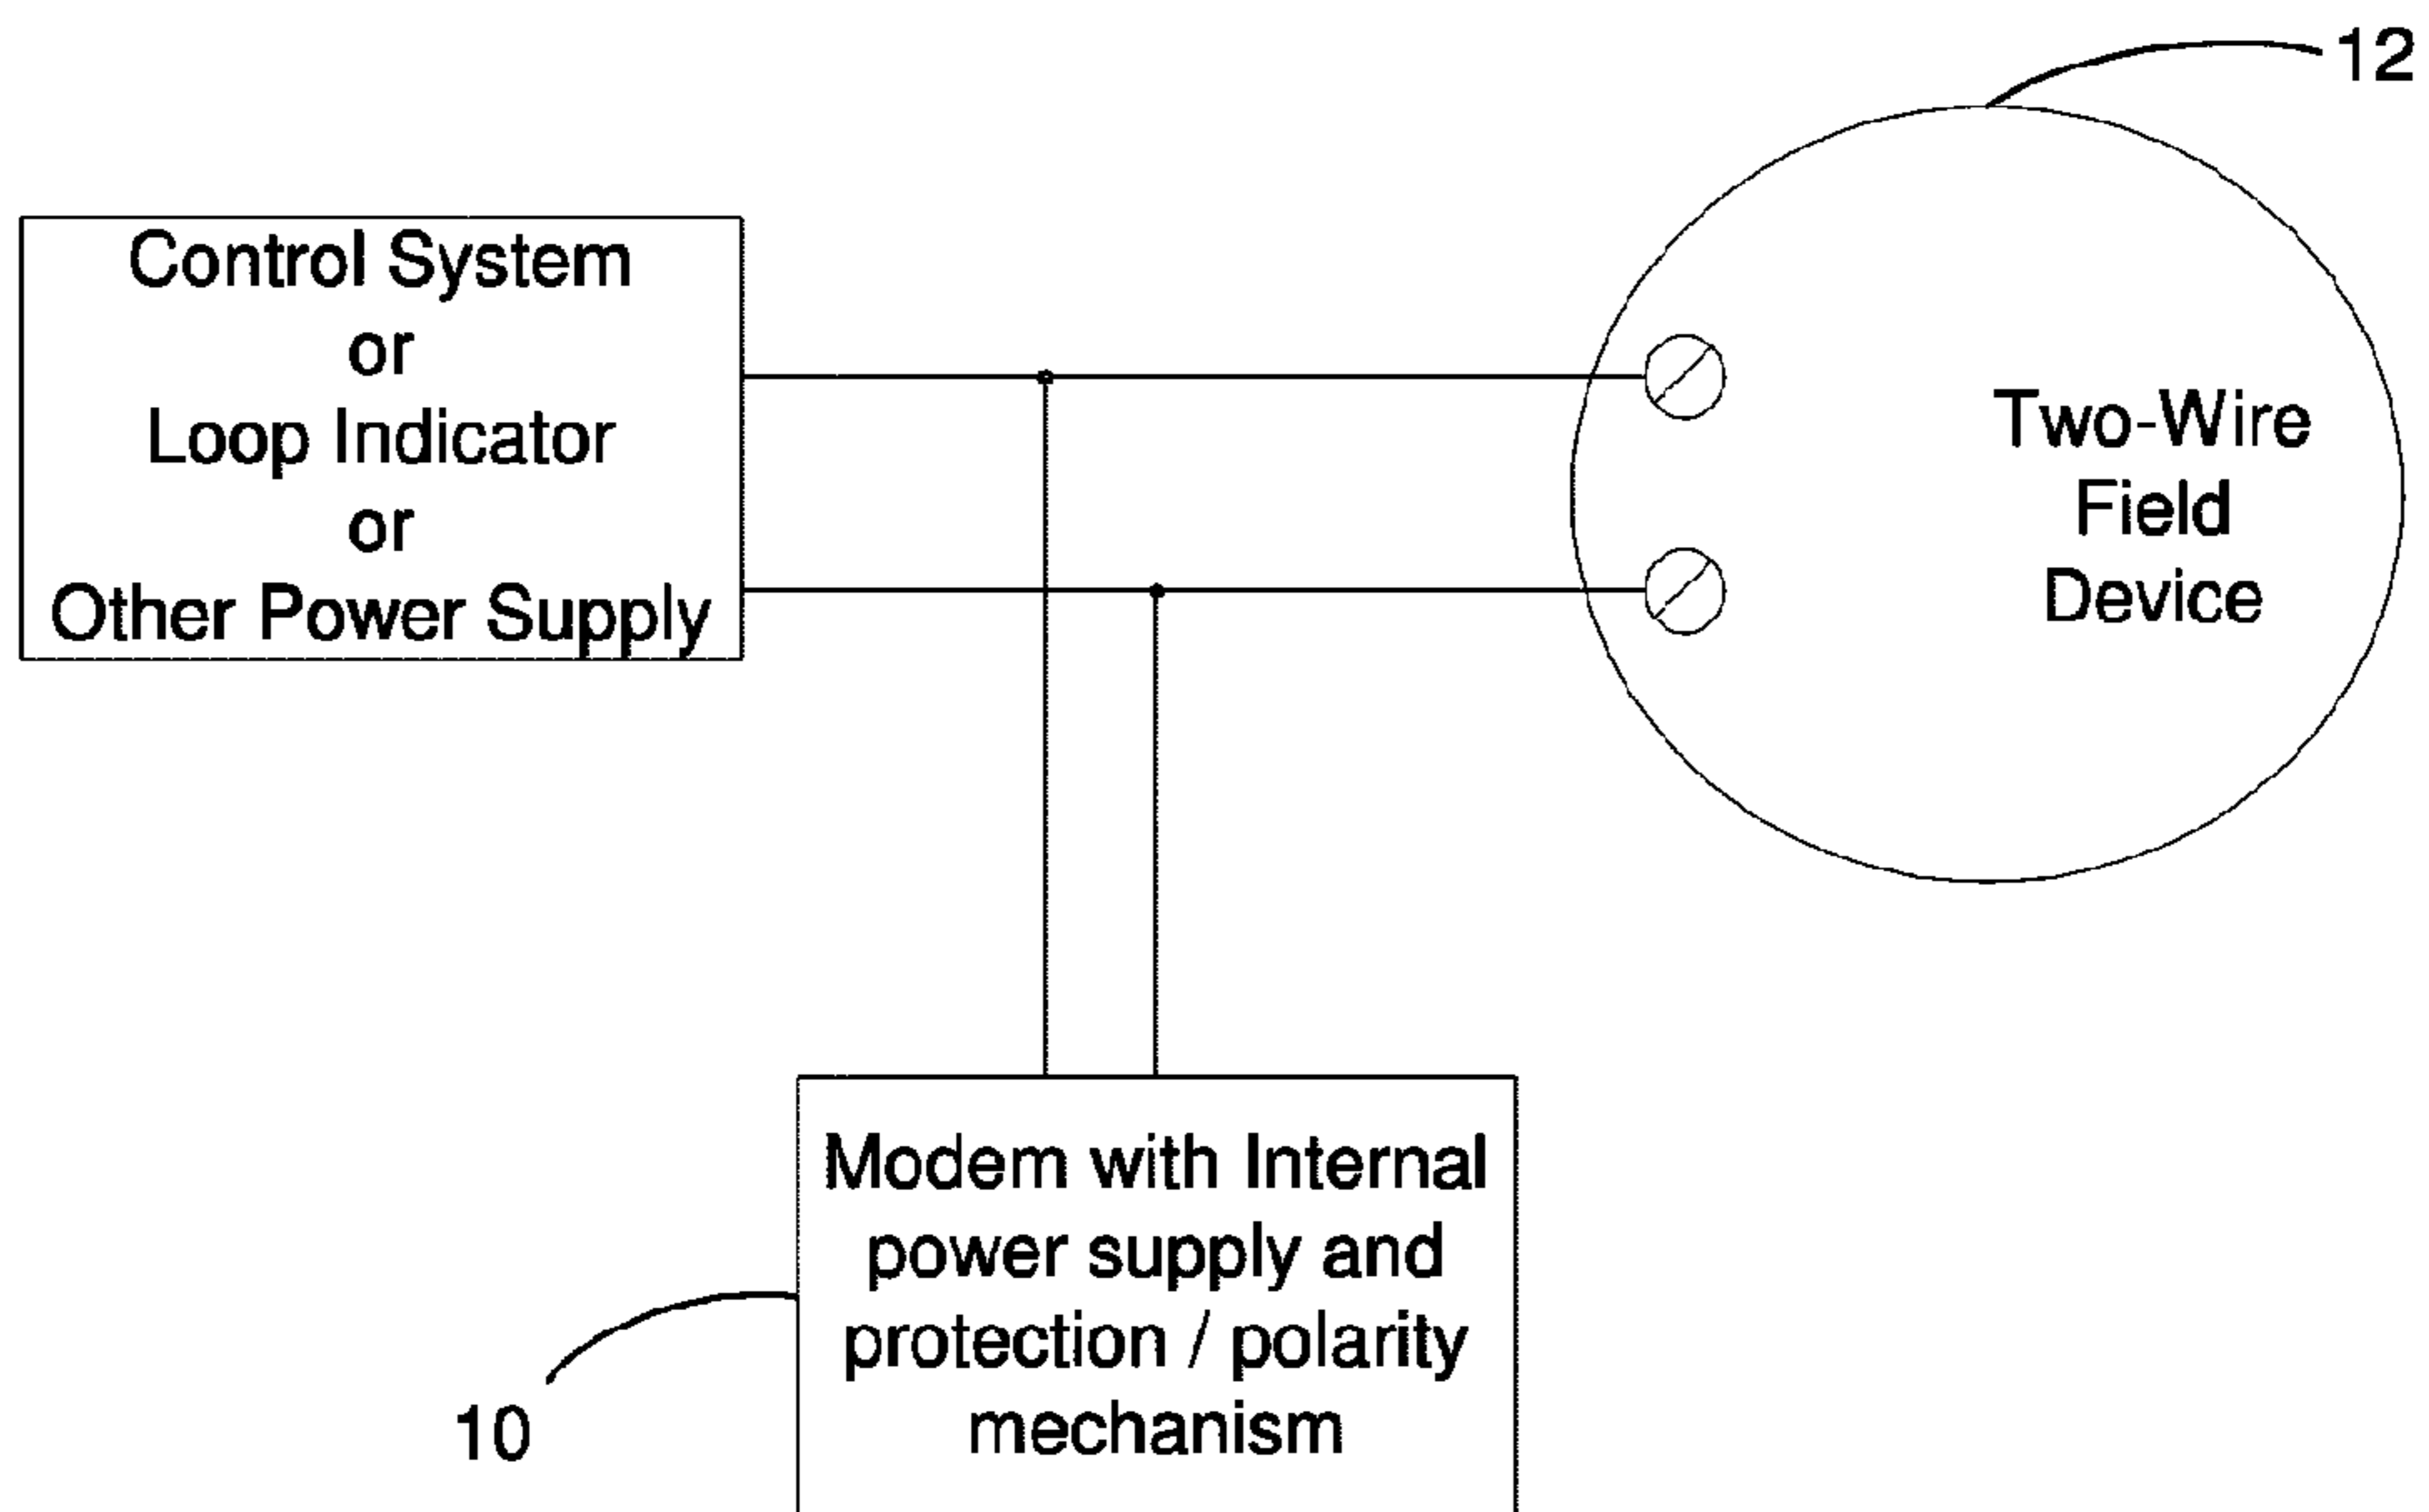 12
Control System
or
Loop Indicator
or
Other Power Supply
Two-Wire
Field
Device
Modem with Internal
power supply and
protection / polarity
mechanism
10